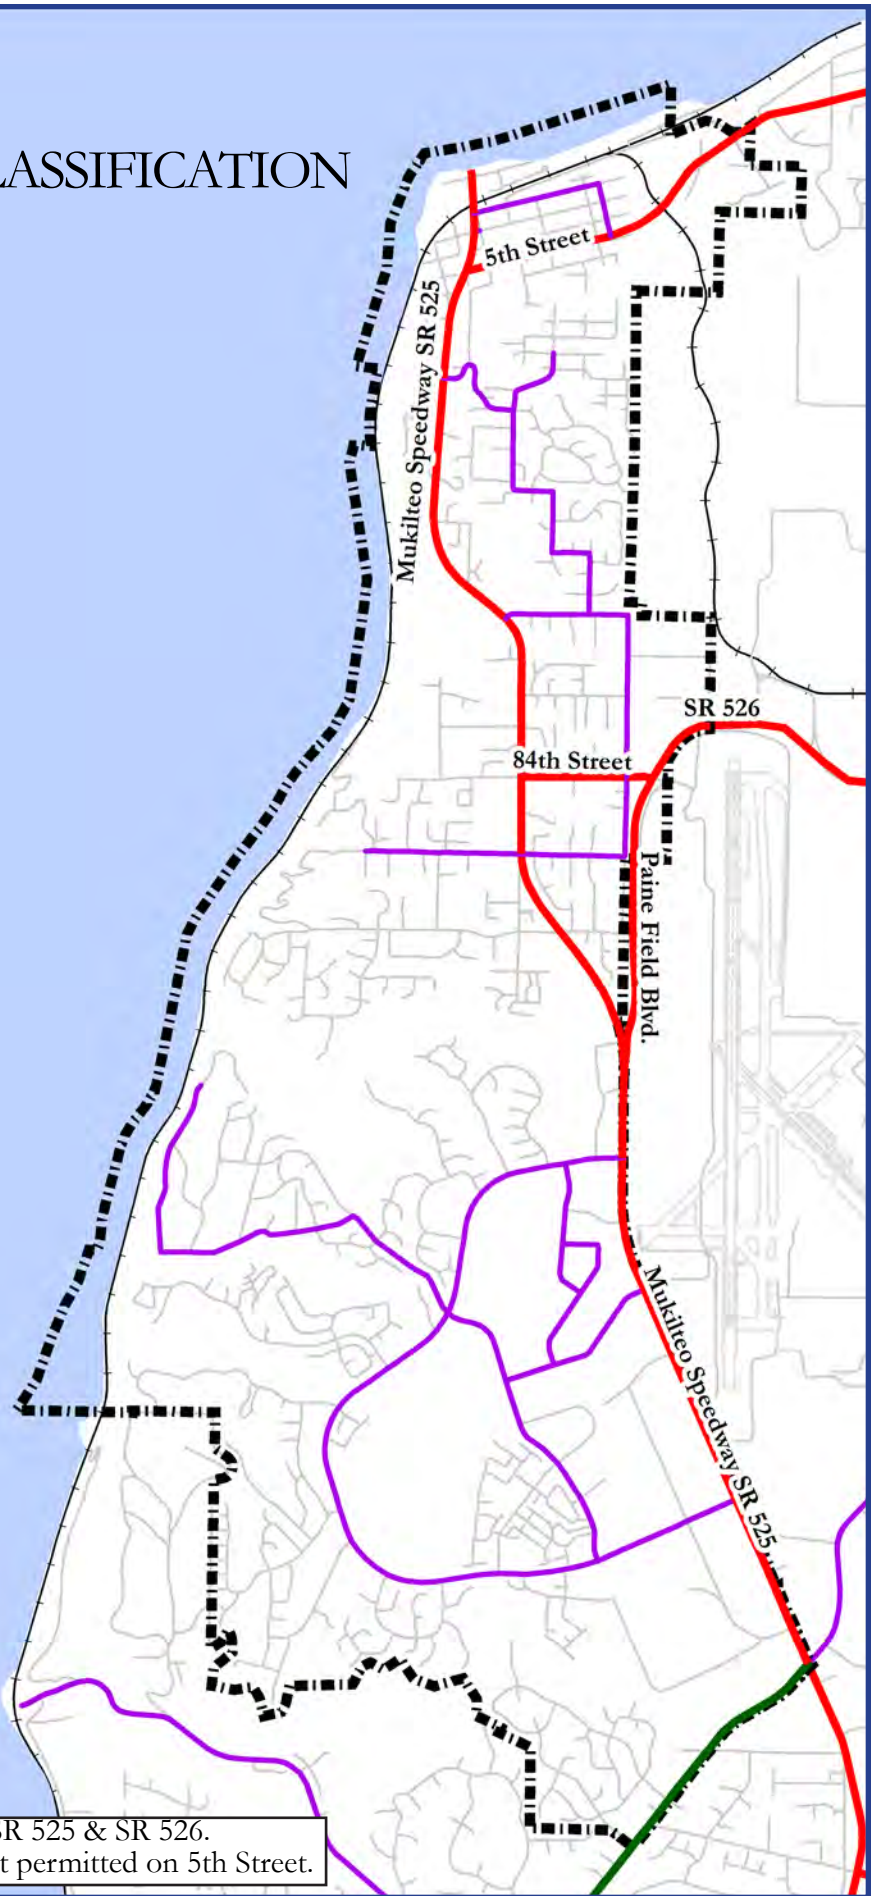 LASSIFICATION
5th Street
Mukilteo Speedway SR 525
SR 526
84th Street
Paine Field Blvd.
Mukilteo Speedway SR 525
SR 525 & SR 526.
t permitted on 5th Street.